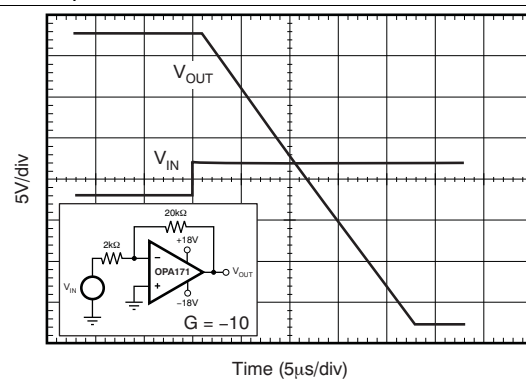 V_OUT
V_IN
5V/div
20kΩ
+18V
2kΩ
−
OPA171
V_OUT
+
V_IN
−18V
G = −10
Time (5μs/div)